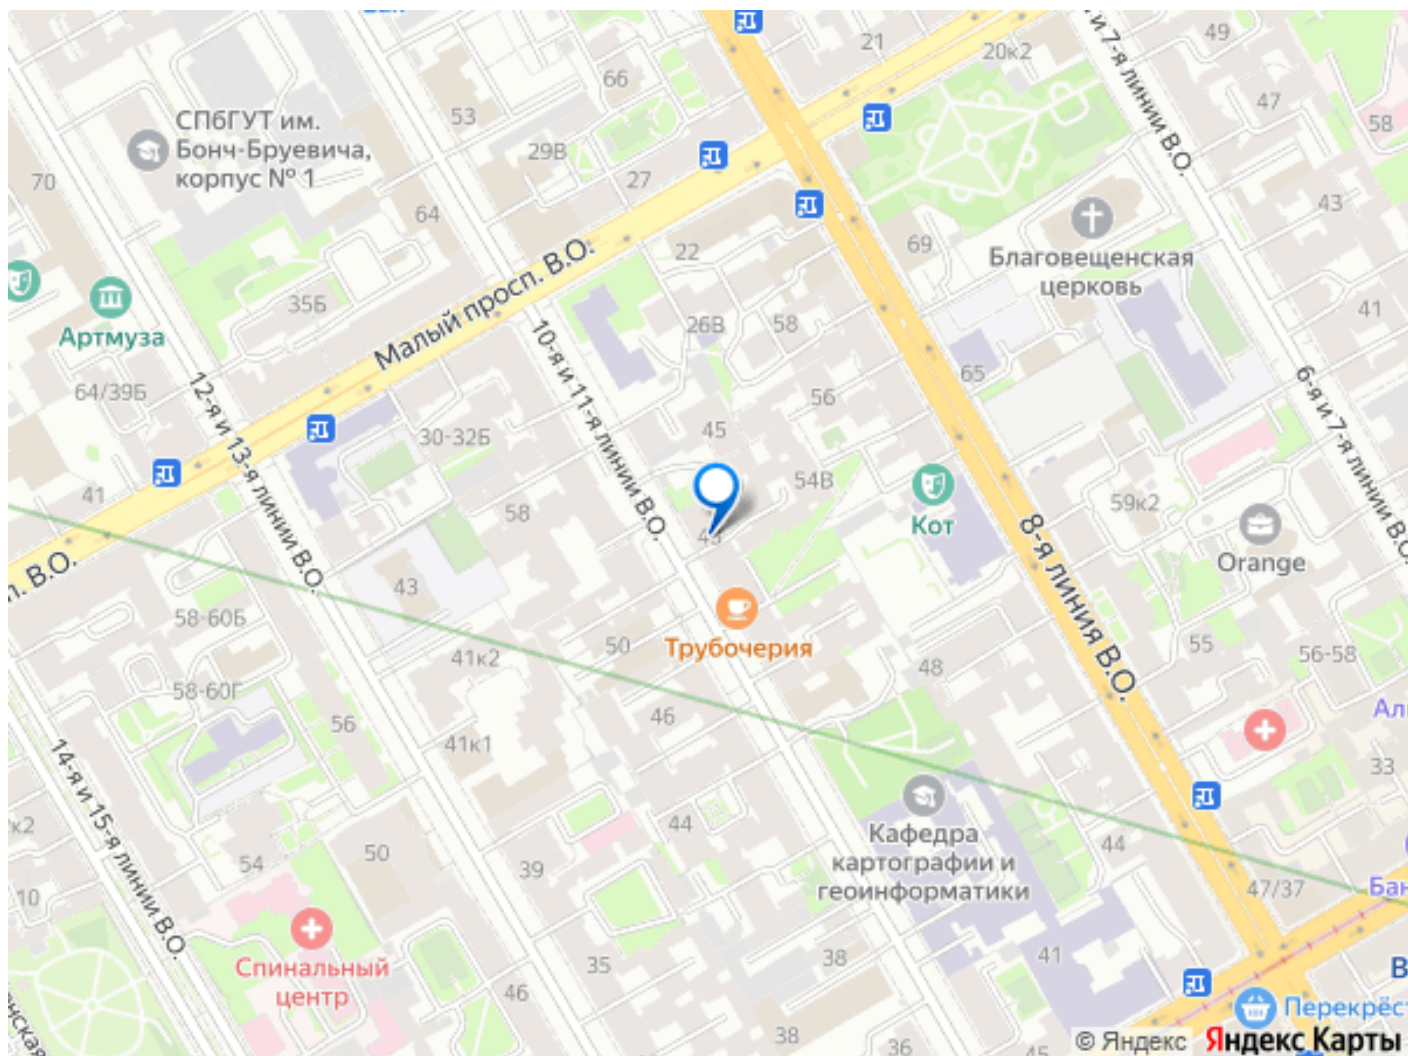 21
20к2
49
6-я и 7-я линии В.О.
47
58
66
53
СПбГУТ им.
Бонч-Бруевича,
корпус № 1
29В
27
70
64
43
22
69
Благовещенская
церковь
35Б
Малый просп. В.О.
Артмуза
26В
58
41
10-я и 11-я линии В.О.
65
64/39Б
12-я и 13-я линии В.О.
56
6-я и 7-я линии В.О.
30-32Б
45
54В
41
58
59к2
Кот
8-я линия В.О.
Orange
43
43
58-60Б
Трубочерия
50
41к2
48
55
56-58
58-60Г
56
46
41к1
14-я и 15-я линии В.О.
33
Кафедра
картографии и
геоинформатики
44
44
54
50
39
47/37
10
Спинальный
центр
35
38
41
46
Перекрёс
38
36
45
© Яндекс
Яндекс Карты